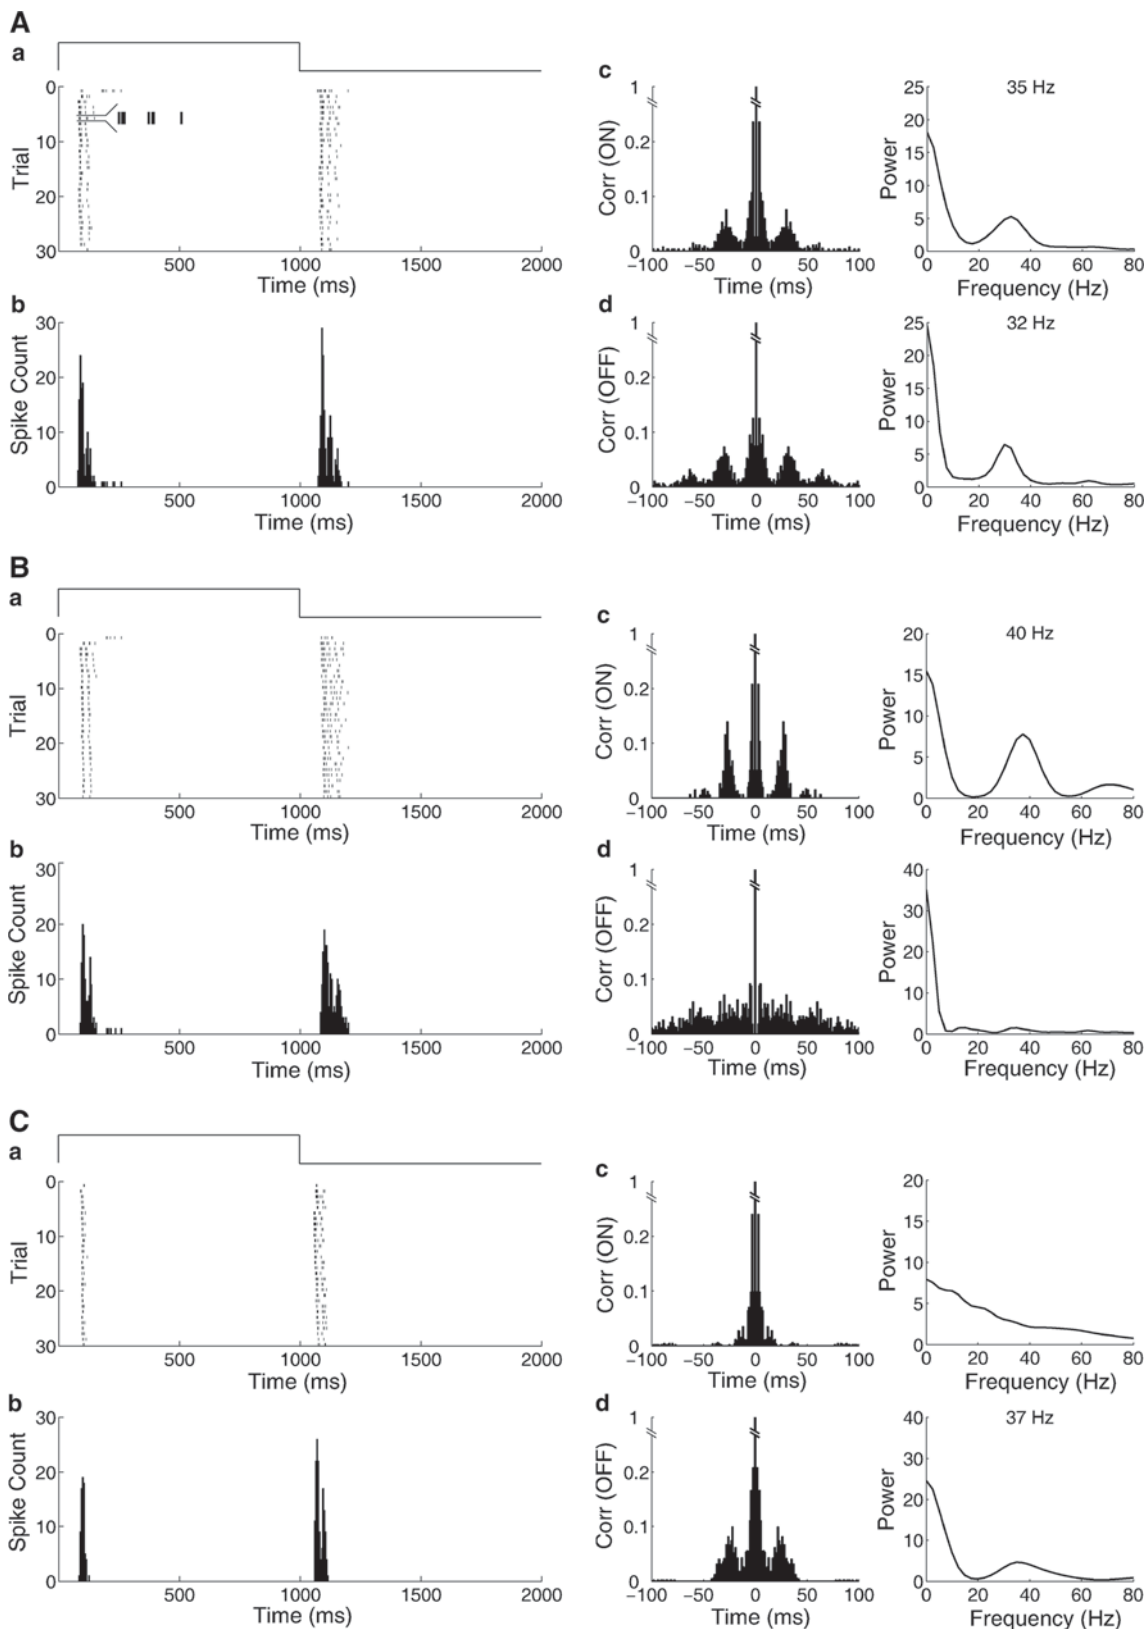 A
a
0
10
20
30
Trial
500
1000
1500
2000
Time (ms)
b
30
20
10
0
Spike Count
500
1000
1500
2000
Time (ms)
c
1
0.2
0.1
0
Corr (ON)
−100
−50
0
50
100
Time (ms)
35 Hz
25
20
15
10
5
0
Power
0
20
40
60
80
Frequency (Hz)
d
1
0.2
0.1
0
Corr (OFF)
−100
−50
0
50
100
Time (ms)
32 Hz
25
20
15
10
5
0
Power
0
20
40
60
80
Frequency (Hz)
B
a
0
10
20
30
Trial
500
1000
1500
2000
Time (ms)
b
30
20
10
0
Spike Count
500
1000
1500
2000
Time (ms)
c
1
0.2
0.1
0
Corr (ON)
−100
−50
0
50
100
Time (ms)
40 Hz
20
15
10
5
0
Power
0
20
40
60
80
Frequency (Hz)
d
1
0.2
0.1
0
Corr (OFF)
−100
−50
0
50
100
Time (ms)
40
30
20
10
0
Power
0
20
40
60
80
Frequency (Hz)
C
a
0
10
20
30
Trial
500
1000
1500
2000
Time (ms)
b
30
20
10
0
Spike Count
500
1000
1500
2000
Time (ms)
c
1
0.2
0.1
0
Corr (ON)
−100
−50
0
50
100
Time (ms)
20
15
10
5
0
Power
0
20
40
60
80
Frequency (Hz)
d
1
0.2
0.1
0
Corr (OFF)
−100
−50
0
50
100
Time (ms)
37 Hz
40
30
20
10
0
Power
0
20
40
60
80
Frequency (Hz)